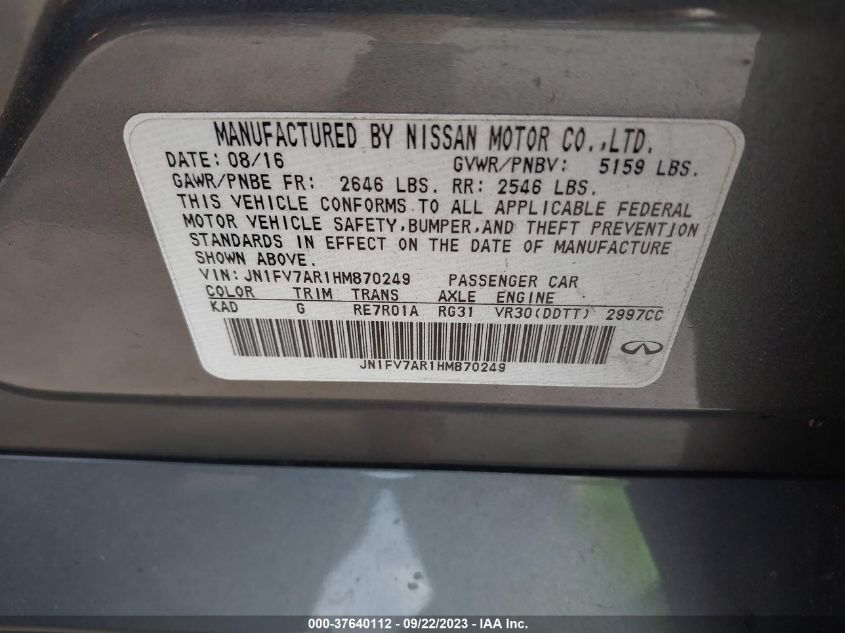 MANUFACTURED BY NISSAN MOTOR CO.,LTD.
DATE: 08/16 GVWR/PNBV: 5159 LBS.
GAWR/PNBE FR: 2646 LBS. RR: 2546 LBS.
THIS VEHICLE CONFORMS TO ALL APPLICABLE FEDERAL
MOTOR VEHICLE SAFETY,BUMPER,AND THEFT PREVENTION
STANDARDS IN EFFECT ON THE DATE OF MANUFACTURE
SHOWN ABOVE.
VIN: JN1FV7AR1HM870249 PASSENGER CAR
COLOR TRIM TRANS AXLE ENGINE
KAD G RE7R01A RG31 VR30(DDTT) 2997CC
JN1FV7AR1HM870249
000-37640112 - 09/22/2023 - IAA Inc.